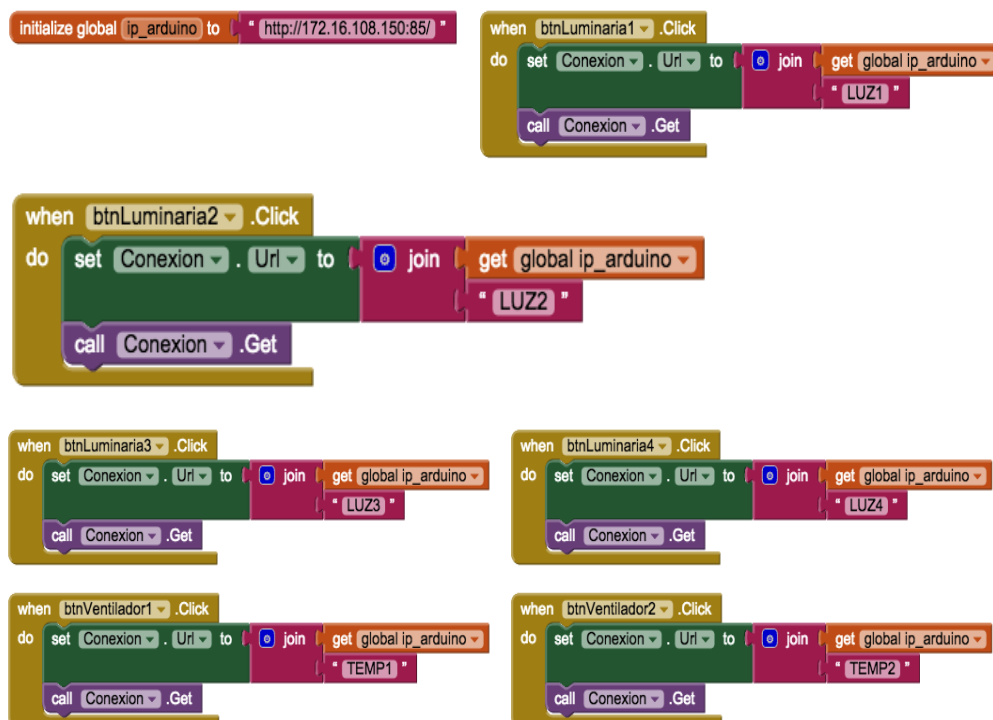 initialize global ip_arduino to " http://172.16.108.150:85/ "
when btnLuminaria1 .Click
do set Conexion . Url to join get global ip_arduino
" LUZ1 "
call Conexion .Get
when btnLuminaria2 .Click
do set Conexion . Url to join get global ip_arduino
" LUZ2 "
call Conexion .Get
when btnLuminaria3 .Click
do set Conexion . Url to join get global ip_arduino
" LUZ3 "
call Conexion .Get
when btnLuminaria4 .Click
do set Conexion . Url to join get global ip_arduino
" LUZ4 "
call Conexion .Get
when btnVentilador1 .Click
do set Conexion . Url to join get global ip_arduino
" TEMP1 "
call Conexion .Get
when btnVentilador2 .Click
do set Conexion . Url to join get global ip_arduino
" TEMP2 "
call Conexion .Get